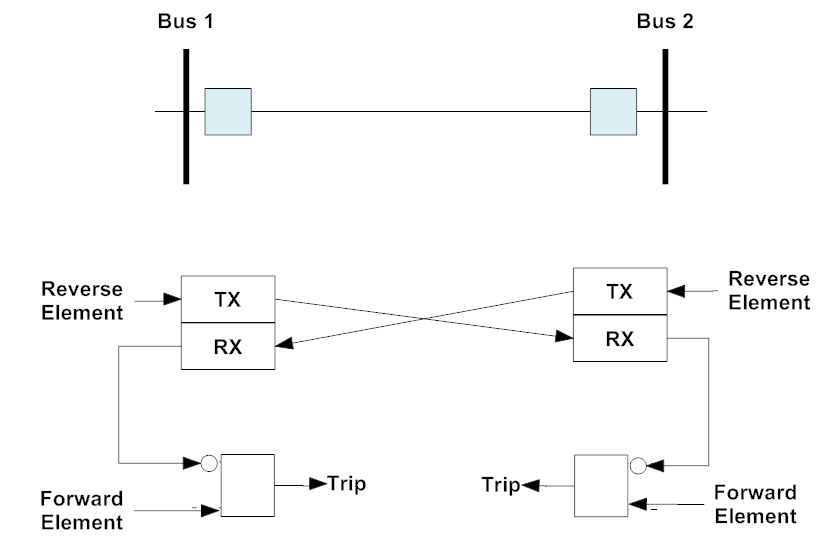 Bus 1
Bus 2
Reverse
Element
TX
RX
TX
RX
Reverse
Element
Trip
Trip
Forward
Element
Forward
Element